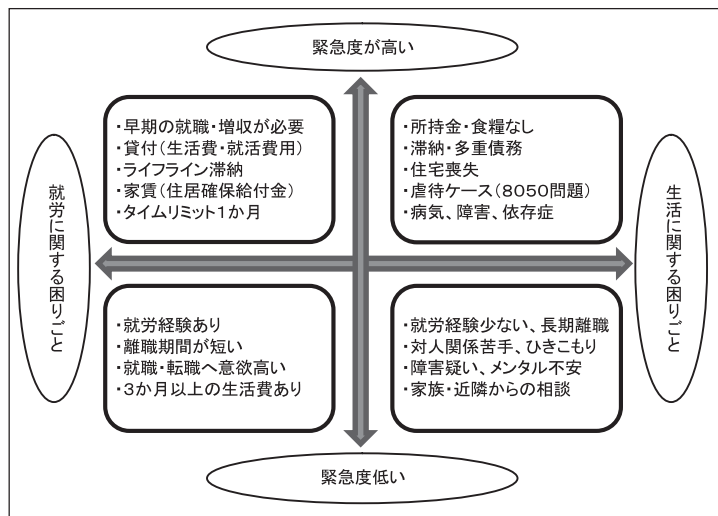 緊急度が高い
就労に関する困りごと
・早期の就職・増収が必要
・貸付(生活費・就活費用)
・ライフライン滞納
・家賃(住居確保給付金)
・タイムリミット1か月
・所持金・食糧なし
・滞納・多重債務
・住宅喪失
・虐待ケース(8050問題)
・病気、障害、依存症
生活に関する困りごと
・就労経験あり
・離職期間が短い
・就職・転職へ意欲高い
・3か月以上の生活費あり
・就労経験少ない、長期離職
・対人関係苦手、ひきこもり
・障害疑い、メンタル不安
・家族・近隣からの相談
緊急度低い